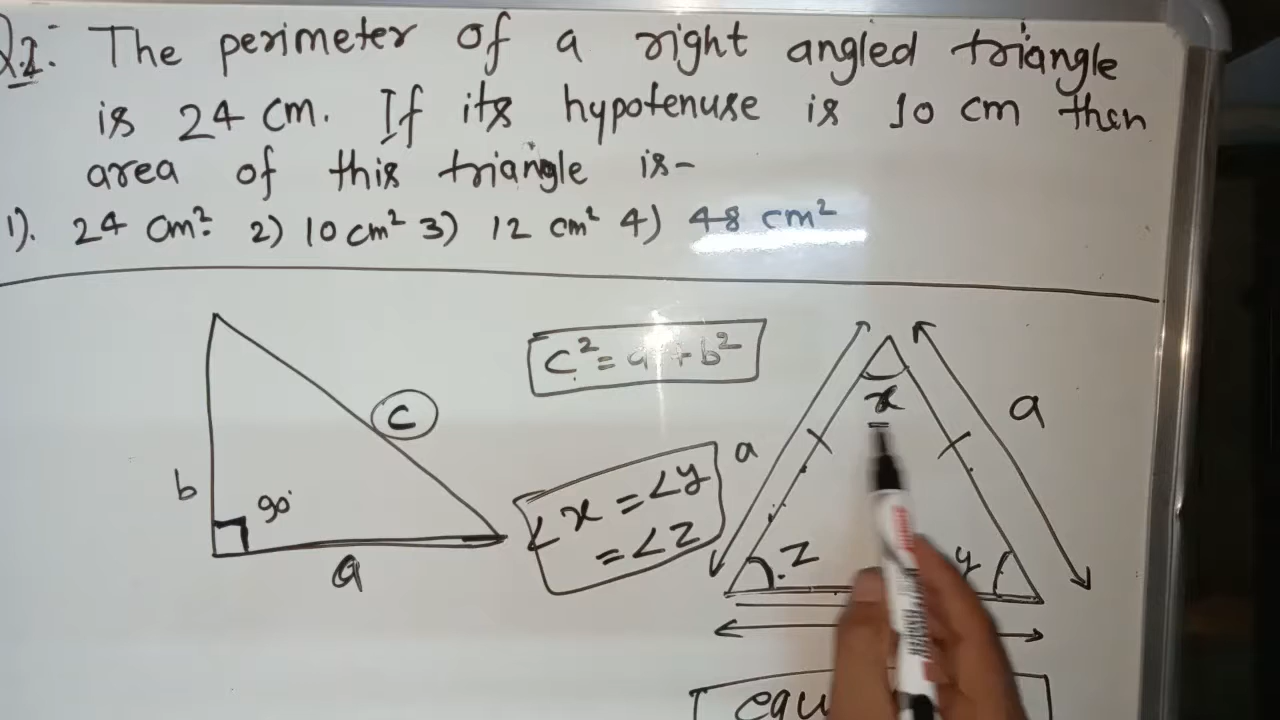 Q.1: The perimeter of a right angled triangle
is 24 cm. If its hypotenuse is 10 cm then
area of this triangle is-
1). 24 cm². 2) 10 cm² 3) 12 cm² 4) 48 cm²
b
90°
a
c
c² = a² + b²
∠x = ∠y
= ∠z
a
x
a
z
y